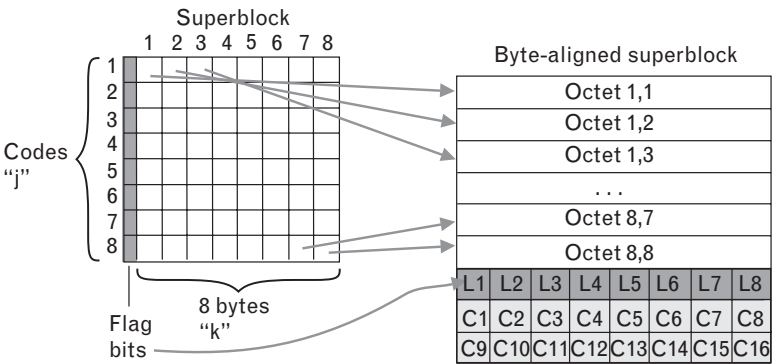 Superblock
1 2 3 4 5 6 7 8
Codes
“j”
1
2
3
4
5
6
7
8
8 bytes
“k”
Flag
bits
Byte-aligned superblock
Octet 1,1
Octet 1,2
Octet 1,3
. . .
Octet 8,7
Octet 8,8
L1 L2 L3 L4 L5 L6 L7 L8
C1 C2 C3 C4 C5 C6 C7 C8
C9 C10 C11 C12 C13 C14 C15 C16